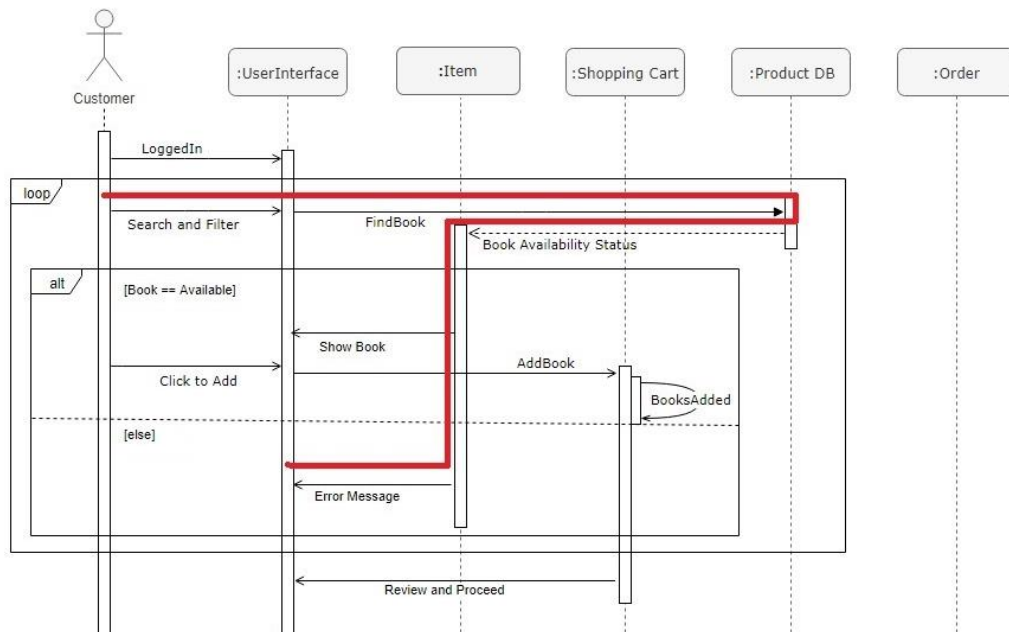 Customer
:UserInterface
:Item
:Shopping Cart
:Product DB
:Order
LoggedIn
loop
Search and Filter
FindBook
Book Availability Status
alt
[Book == Available]
Show Book
Click to Add
AddBook
BooksAdded
[else]
Error Message
Review and Proceed